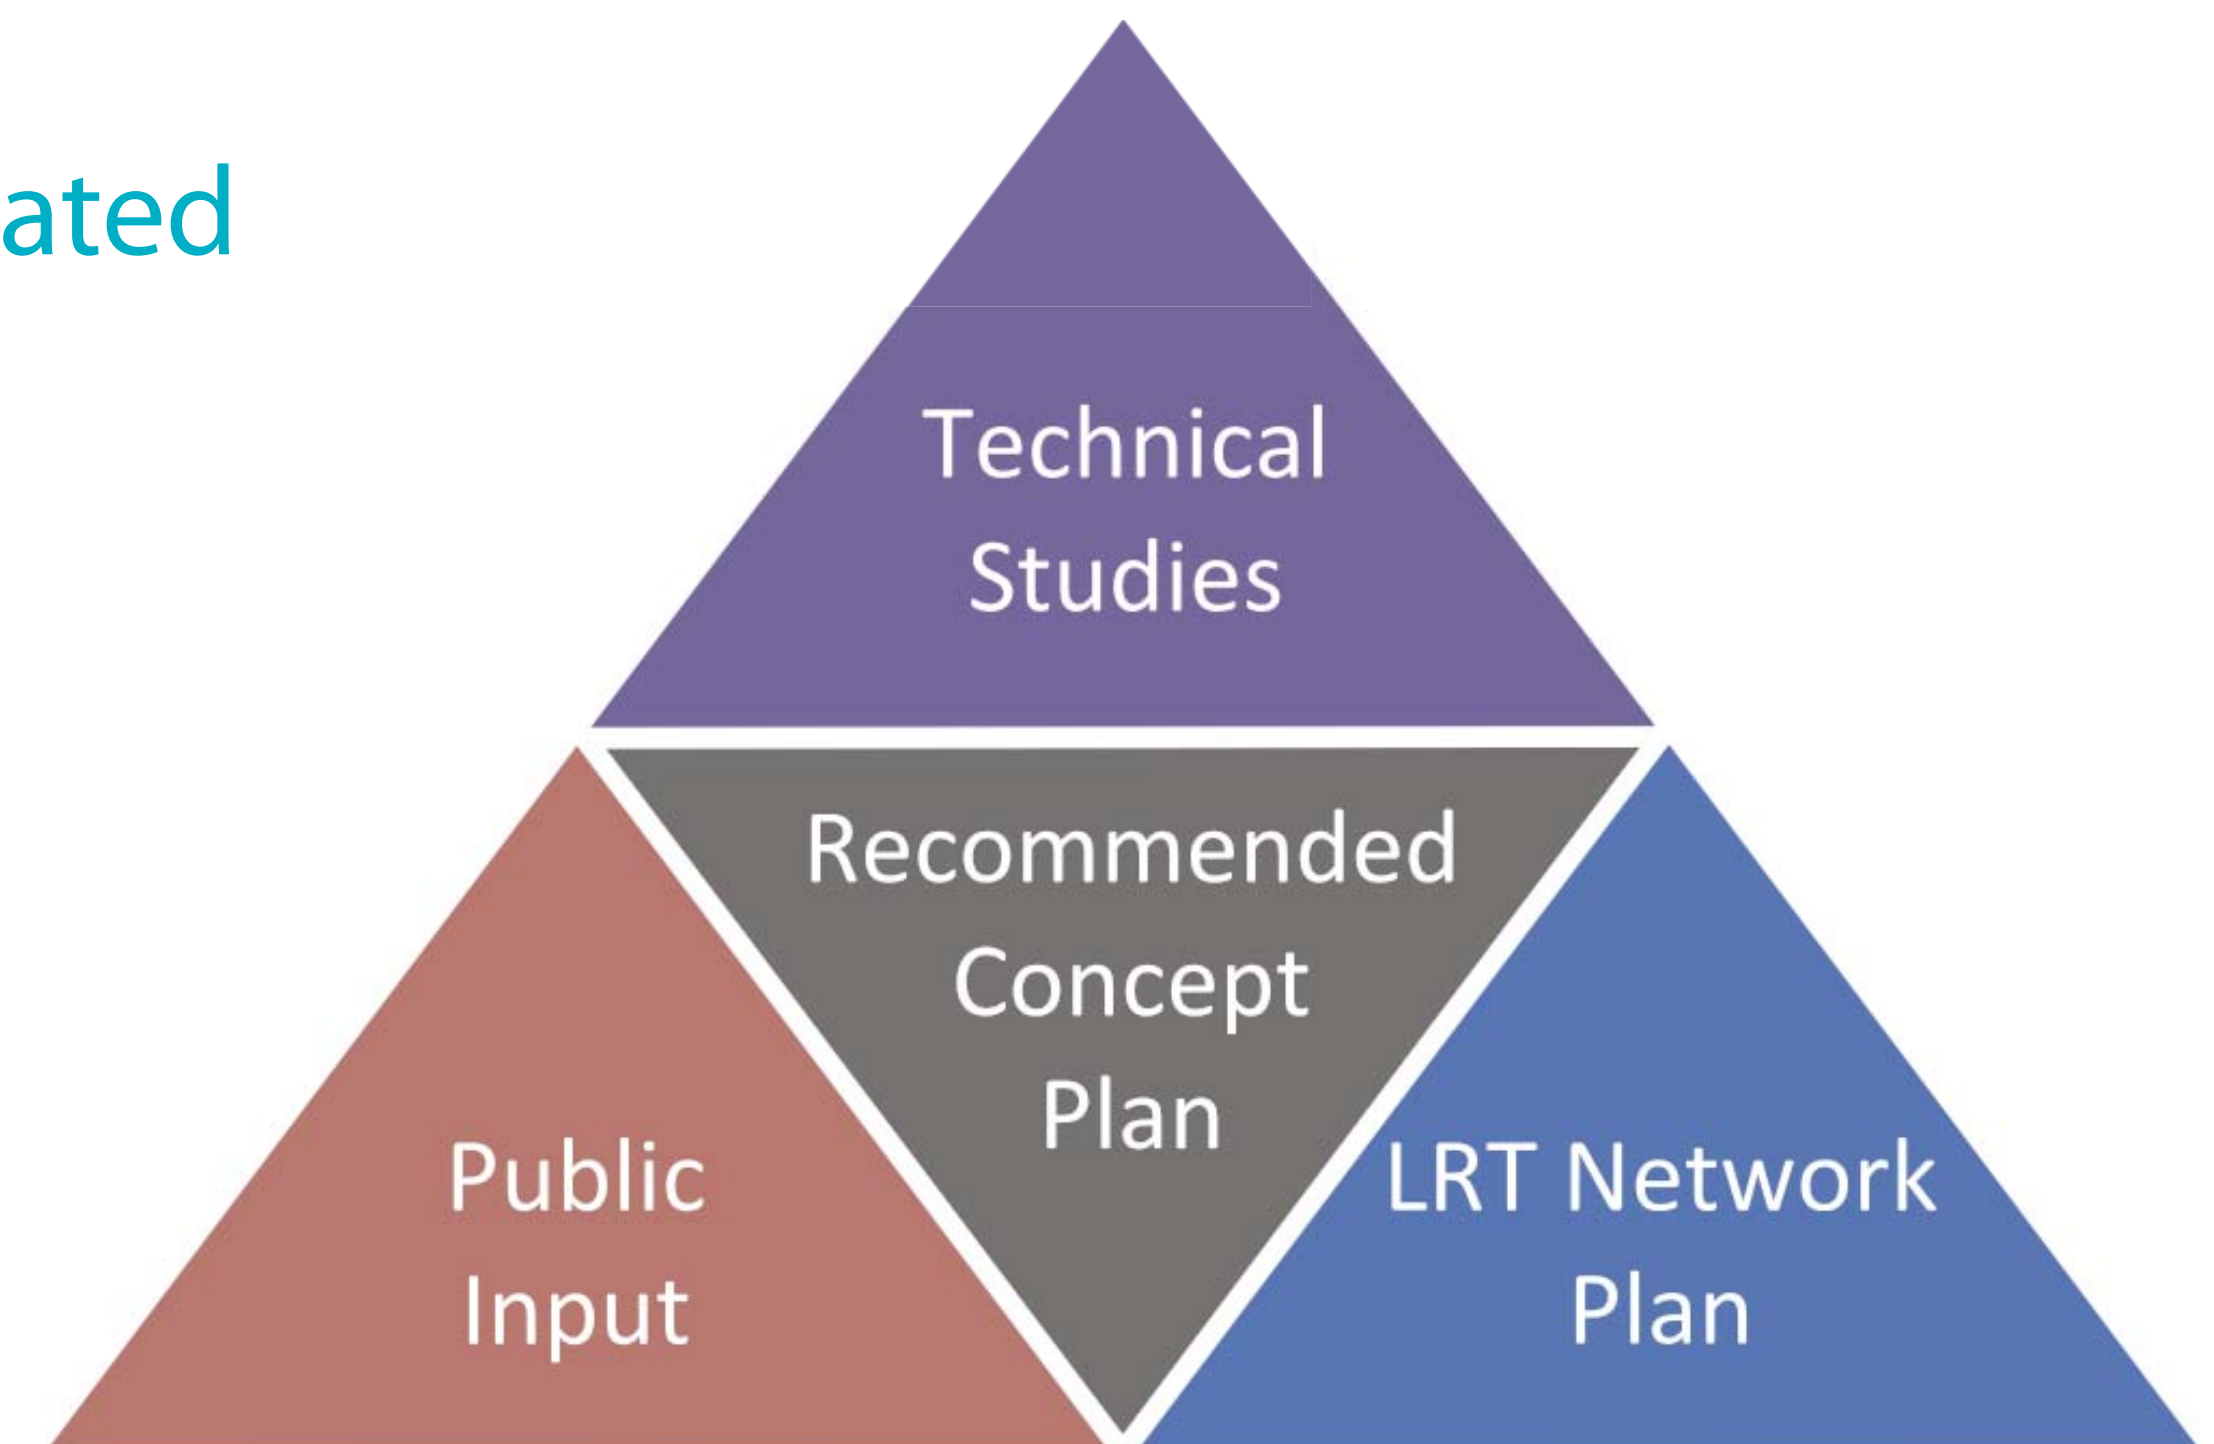 ated
Technical
Studies
Recommended
Concept
Plan
Public
Input
LRT Network
Plan